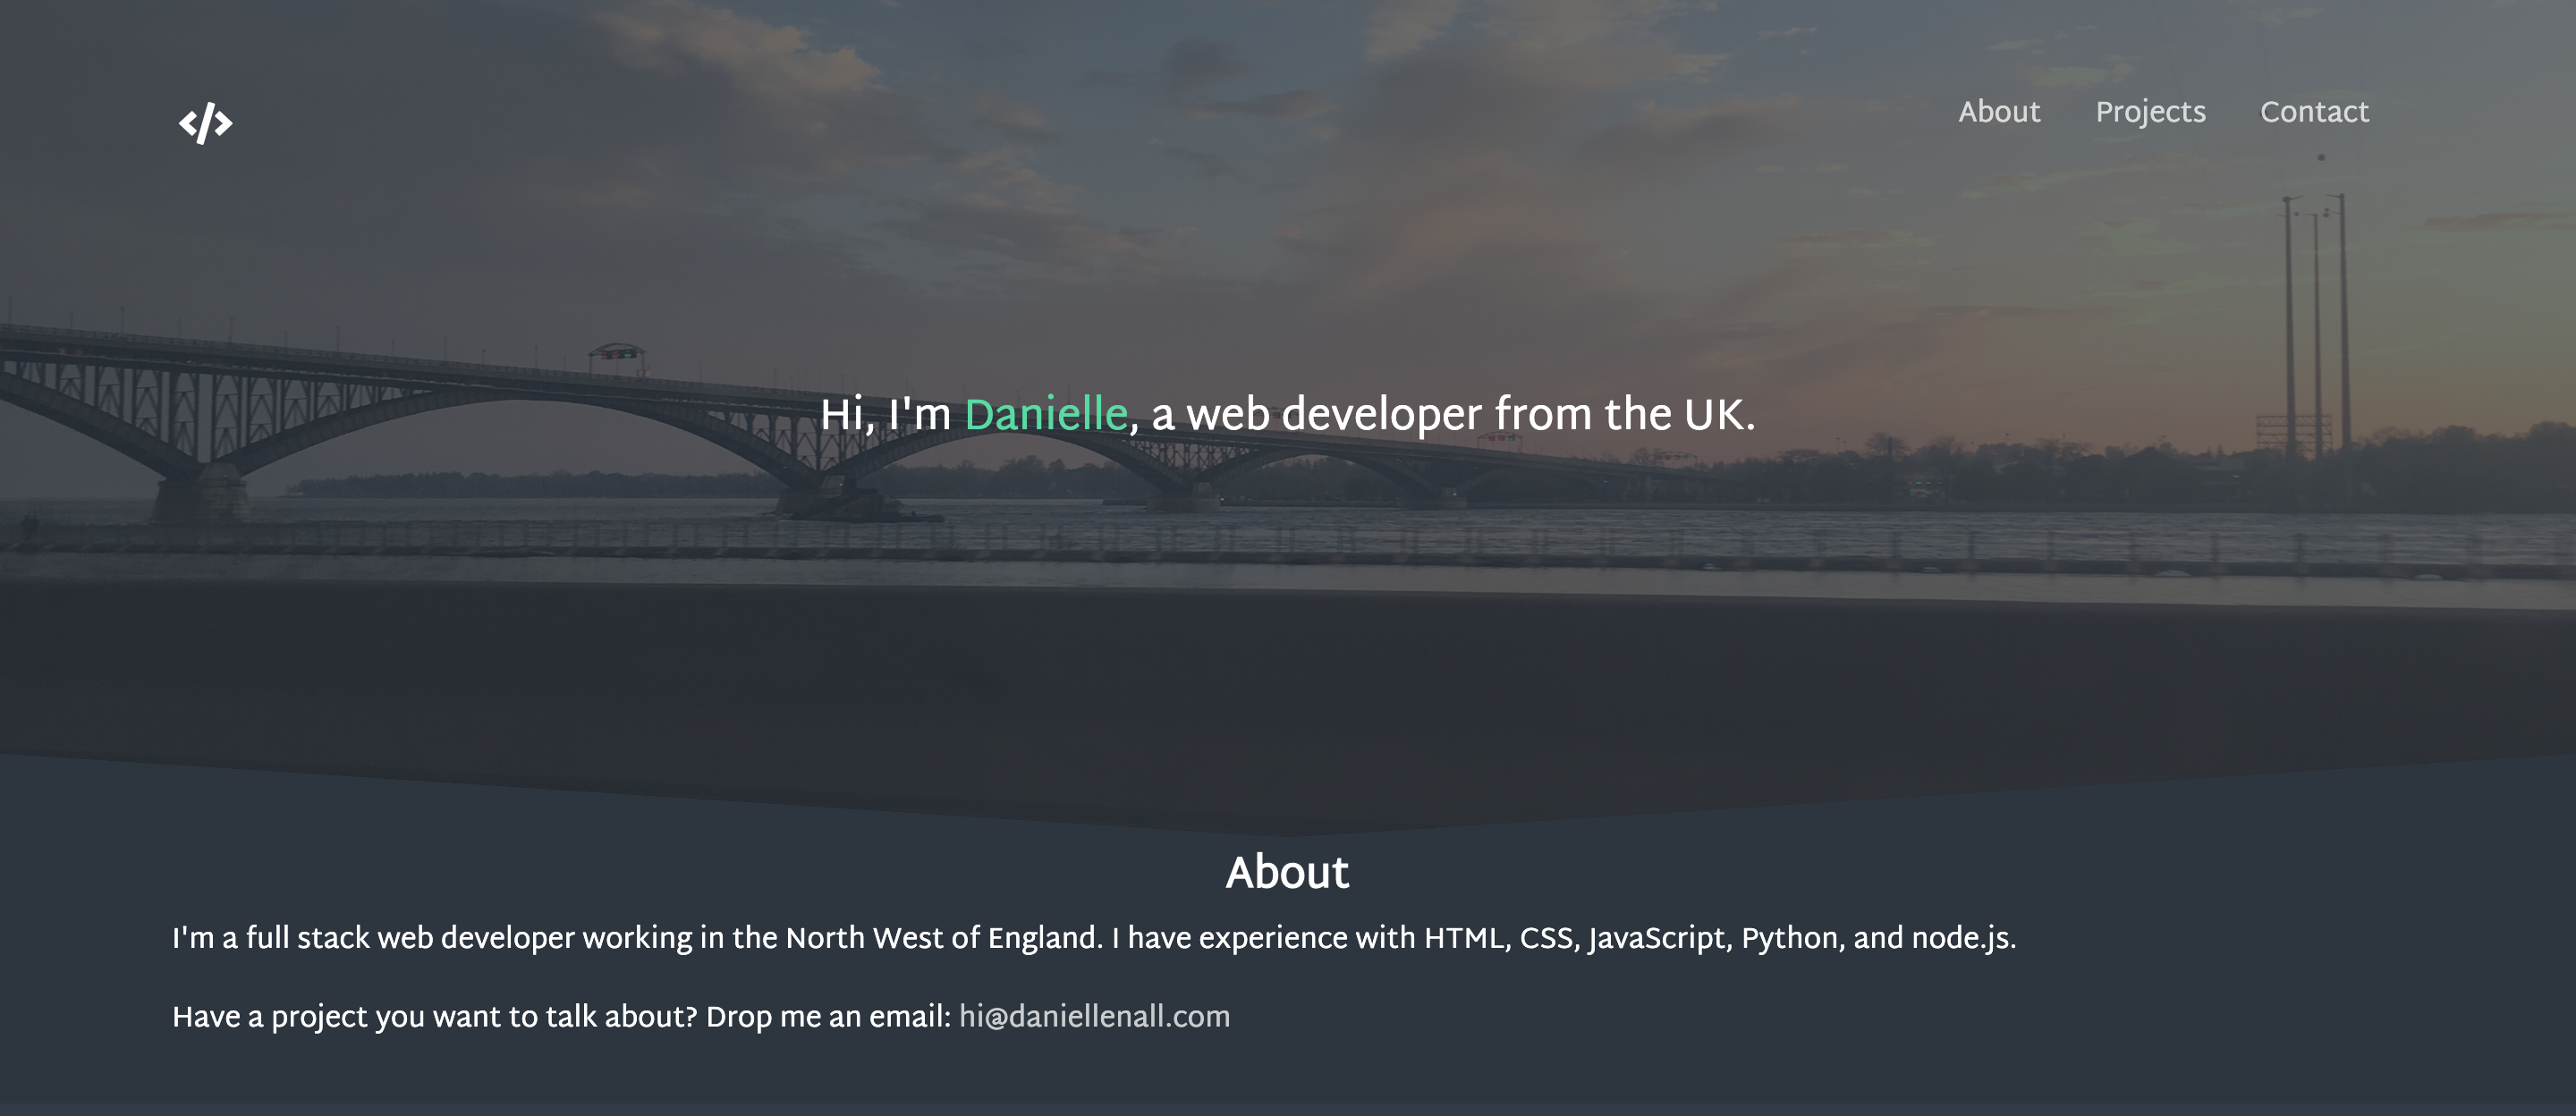 </>
About Projects Contact
Hi, I'm Danielle, a web developer from the UK.
About
I'm a full stack web developer working in the North West of England. I have experience with HTML, CSS, JavaScript, Python, and node.js.
Have a project you want to talk about? Drop me an email: hi@daniellenall.com